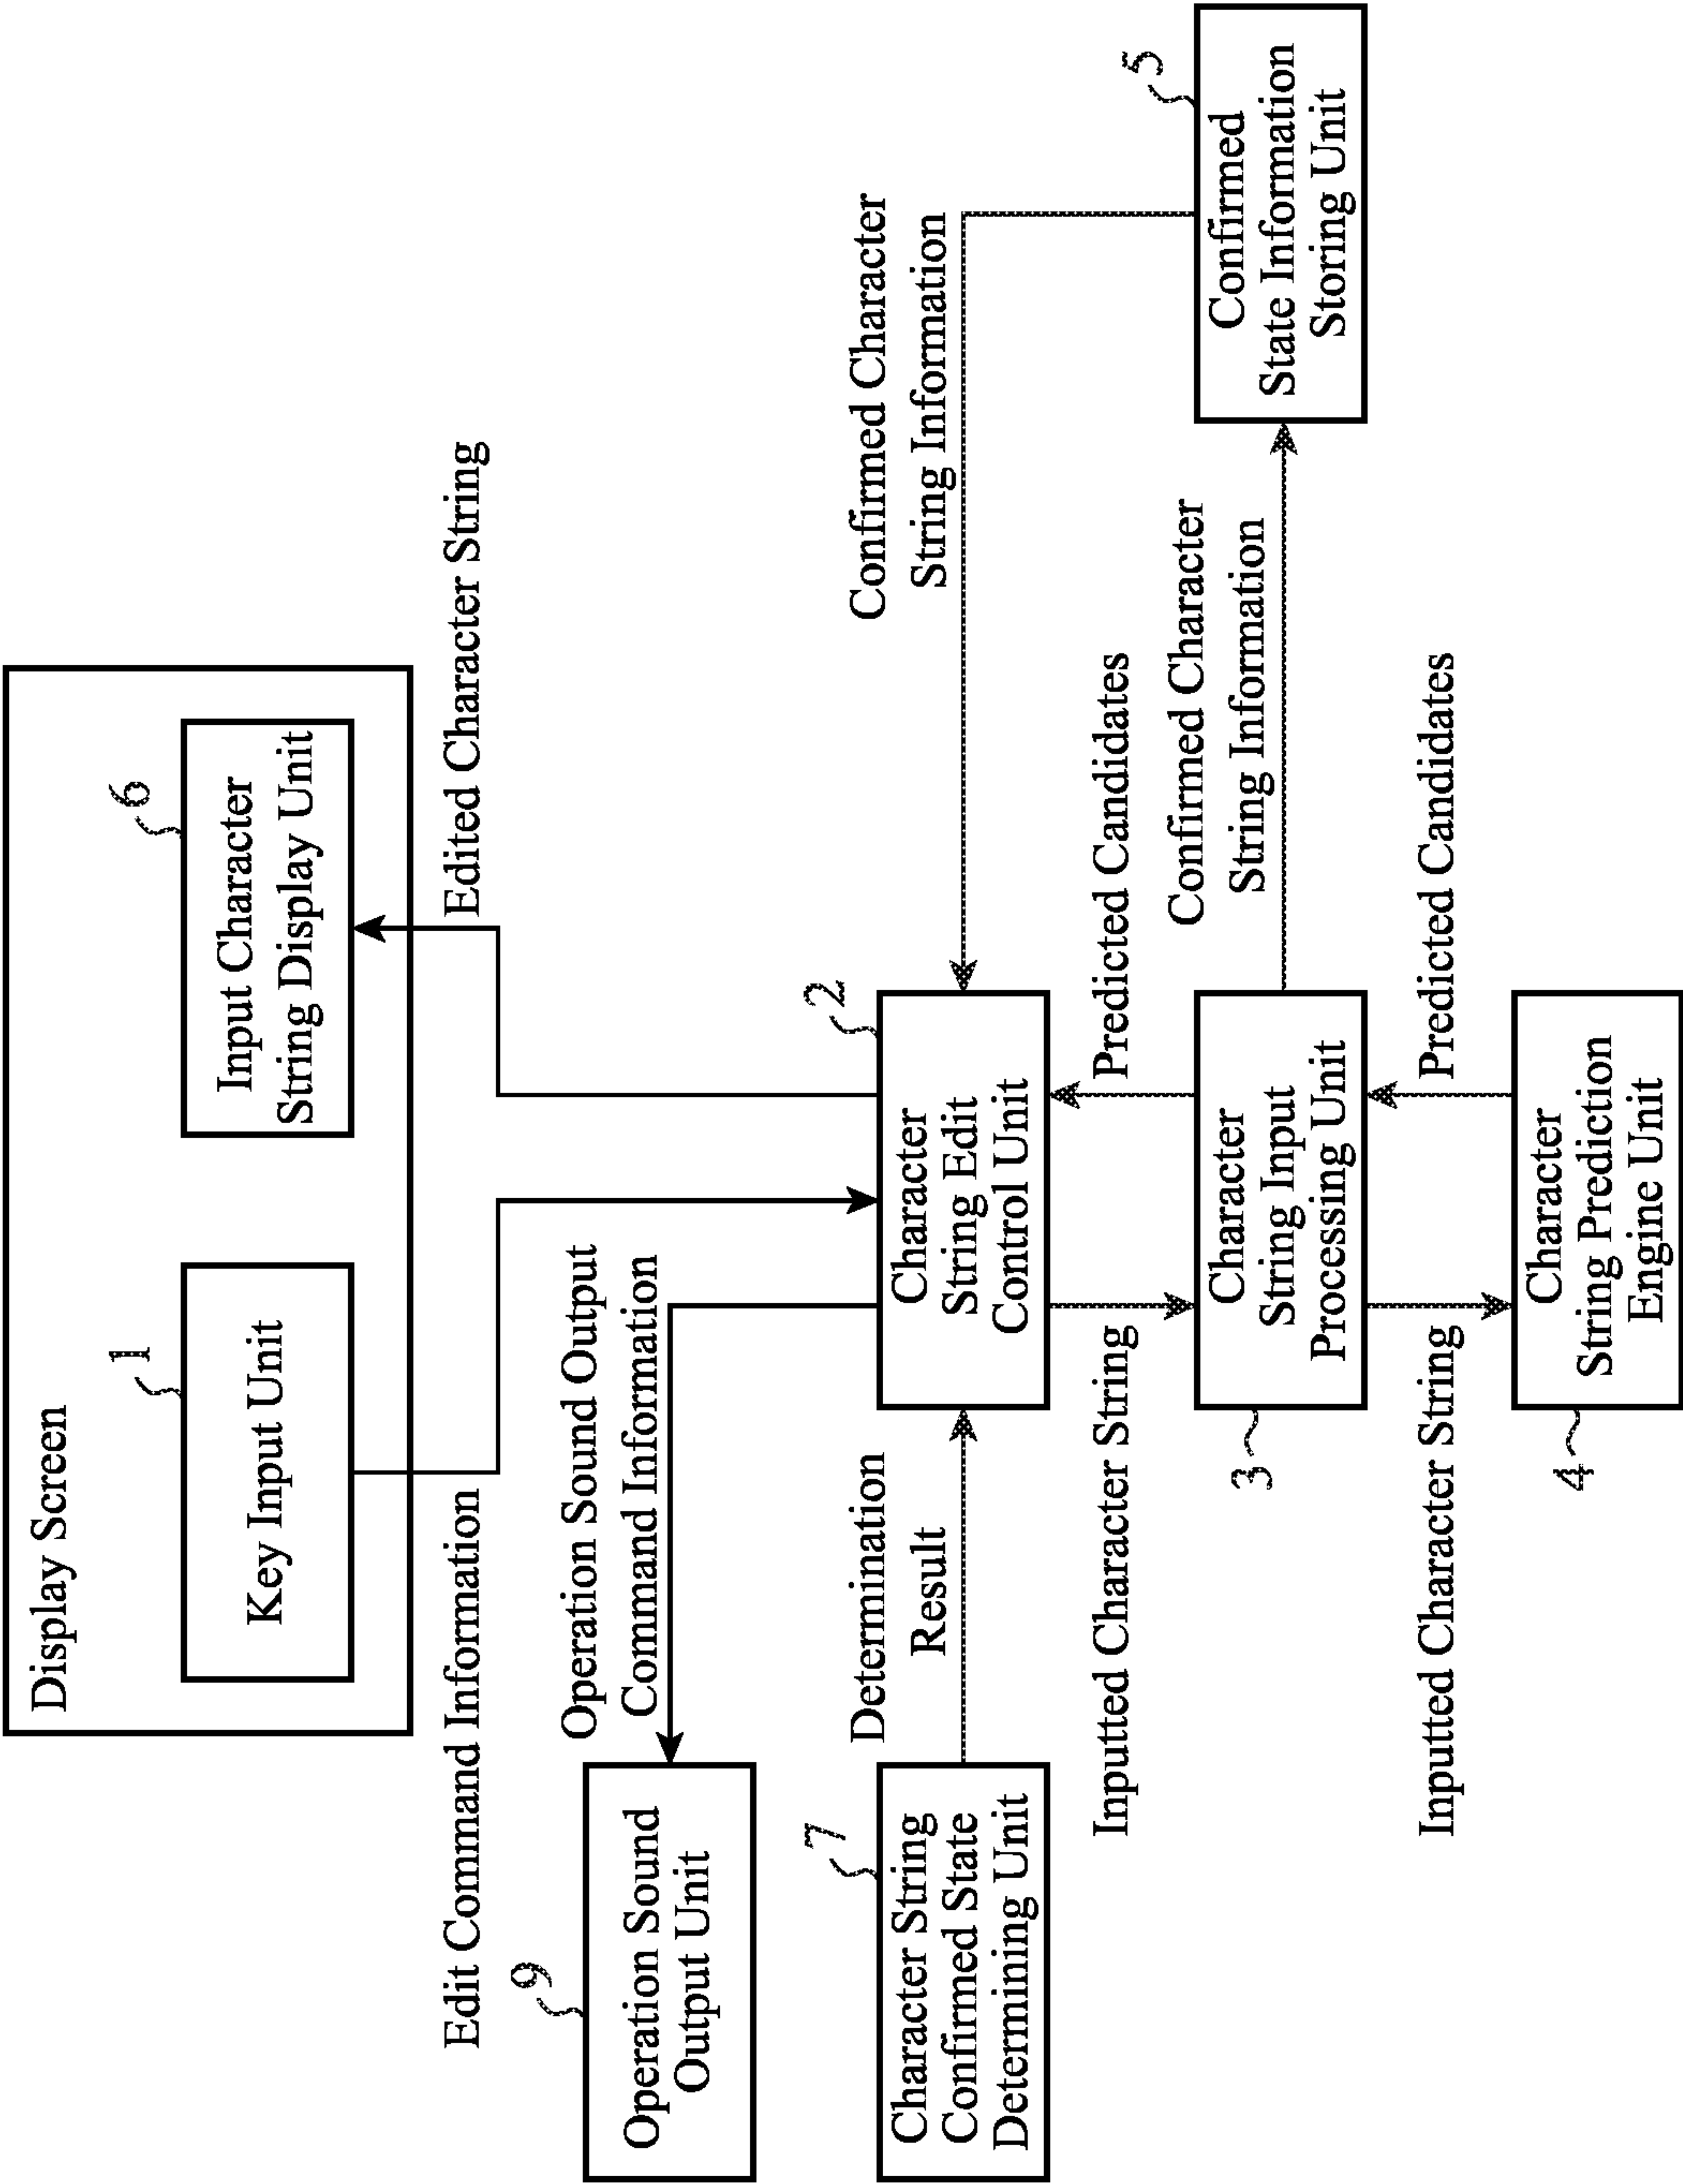 Display Screen
1
Key Input Unit
6
Input Character
String Display Unit
Edit Command Information
Edited Character String
9
Operation Sound
Output Unit
Operation Sound Output
Command Information
7
Character String
Confirmed State
Determining Unit
Determination
Result
2
Character
String Edit
Control Unit
Confirmed Character
String Information
Inputted Character String
Predicted Candidates
3
Character
String Input
Processing Unit
Confirmed Character
String Information
5
Confirmed
State Information
Storing Unit
Inputted Character String
Predicted Candidates
4
Character
String Prediction
Engine Unit